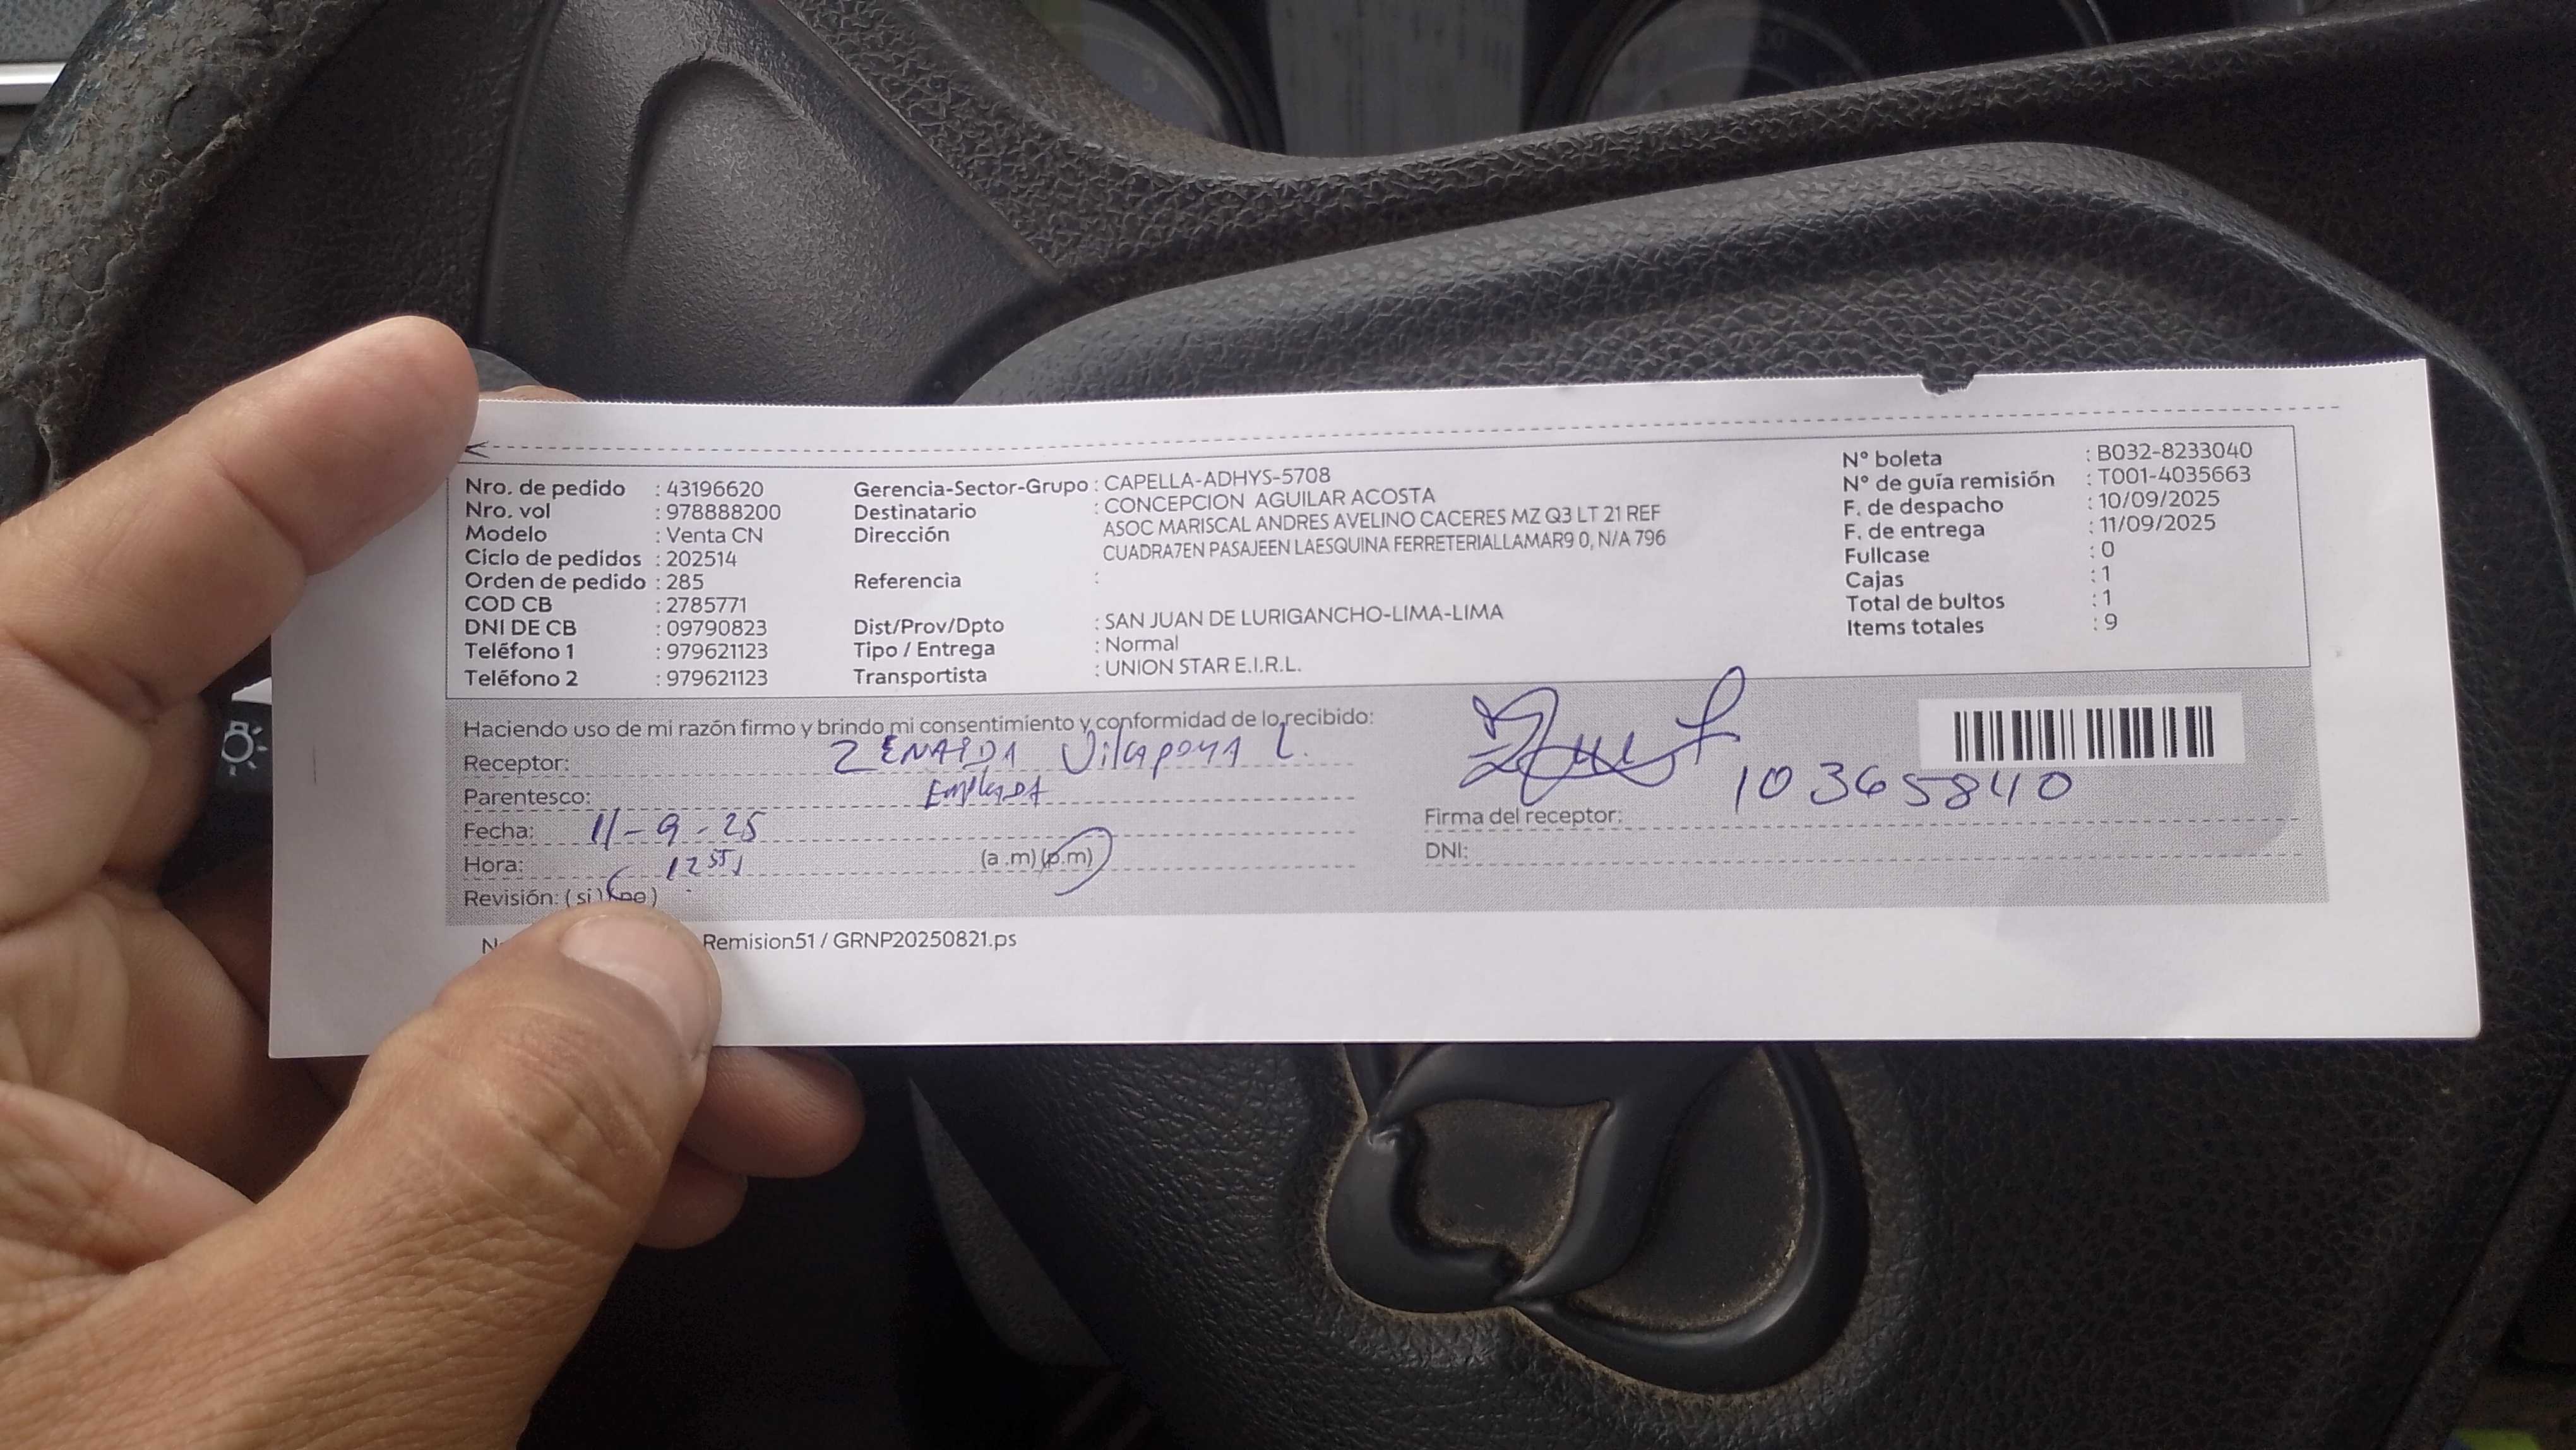 Nro. de pedido : 43196620
Nro. vol : 978888200
Modelo : Venta CN
Ciclo de pedidos : 202514
Orden de pedido : 285
COD CB : 2785771
DNI DE CB : 09790823
Teléfono 1 : 979621123
Teléfono 2 : 979621123
Gerencia-Sector-Grupo : CAPELLA-ADHYS-5708
Destinatario : CONCEPCION AGUILAR ACOSTA
Dirección ASOC MARISCAL ANDRES AVELINO CACERES MZ Q3 LT 21 REF
CUADRA7EN PASAJEEN LAESQUINA FERRETERIALLAMAR9 0, N/A 796
Referencia :
Dist/Prov/Dpto : SAN JUAN DE LURIGANCHO-LIMA-LIMA
Tipo / Entrega : Normal
Transportista : UNION STAR E.I.R.L.
N° boleta : B032-8233040
N° de guía remisión : T001-4035663
F. de despacho : 10/09/2025
F. de entrega : 11/09/2025
Fullcase : 0
Cajas : 1
Total de bultos : 1
Items totales : 9
Haciendo uso de mi razón firmo y brindo mi consentimiento y conformidad de lo recibido:
Receptor: ZENAIDA Vilcapoma L.
Parentesco:
Fecha: 11-9-25
Hora: (a .m) (p.m)
Revisión: ( si ) ( no )
10365840
Firma del receptor:
DNI:
Remision51 / GRNP20250821.ps